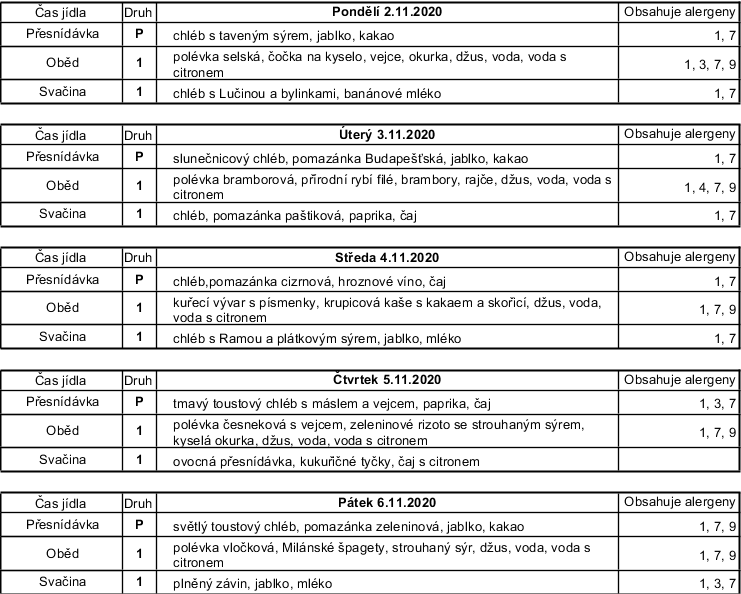 Čas jídla Druh Pondělí 2.11.2020 Obsahuje alergeny
Přesnídávka P chléb s taveným sýrem, jablko, kakao 1, 7
Oběd 1 polévka selská, čočka na kyselo, vejce, okurka, džus, voda, voda s citronem 1, 3, 7, 9
Svačina 1 chléb s Lučinou a bylinkami, banánové mléko 1, 7
Čas jídla Druh Úterý 3.11.2020 Obsahuje alergeny
Přesnídávka P slunečnicový chléb, pomazánka Budapešťská, jablko, kakao 1, 7
Oběd 1 polévka bramborová, přírodní rybí filé, brambory, rajče, džus, voda, voda s citronem 1, 4, 7, 9
Svačina 1 chléb, pomazánka paštiková, paprika, čaj 1, 7
Čas jídla Druh Středa 4.11.2020 Obsahuje alergeny
Přesnídávka P chléb,pomazánka cizrnová, hroznové víno, čaj 1, 7
Oběd 1 kuřecí vývar s písmenky, krupicová kaše s kakaem a skořicí, džus, voda, voda s citronem 1, 7, 9
Svačina 1 chléb s Ramou a plátkovým sýrem, jablko, mléko 1, 7
Čas jídla Druh Čtvrtek 5.11.2020 Obsahuje alergeny
Přesnídávka P tmavý toustový chléb s máslem a vejcem, paprika, čaj 1, 3, 7
Oběd 1 polévka česneková s vejcem, zeleninové rizoto se strouhaným sýrem, kyselá okurka, džus, voda, voda s citronem 1, 7, 9
Svačina 1 ovocná přesnídávka, kukuřičné tyčky, čaj s citronem
Čas jídla Druh Pátek 6.11.2020 Obsahuje alergeny
Přesnídávka P světlý toustový chléb, pomazánka zeleninová, jablko, kakao 1, 7, 9
Oběd 1 polévka vločková, Milánské špagety, strouhaný sýr, džus, voda, voda s citronem 1, 7, 9
Svačina 1 plněný závin, jablko, mléko 1, 3, 7